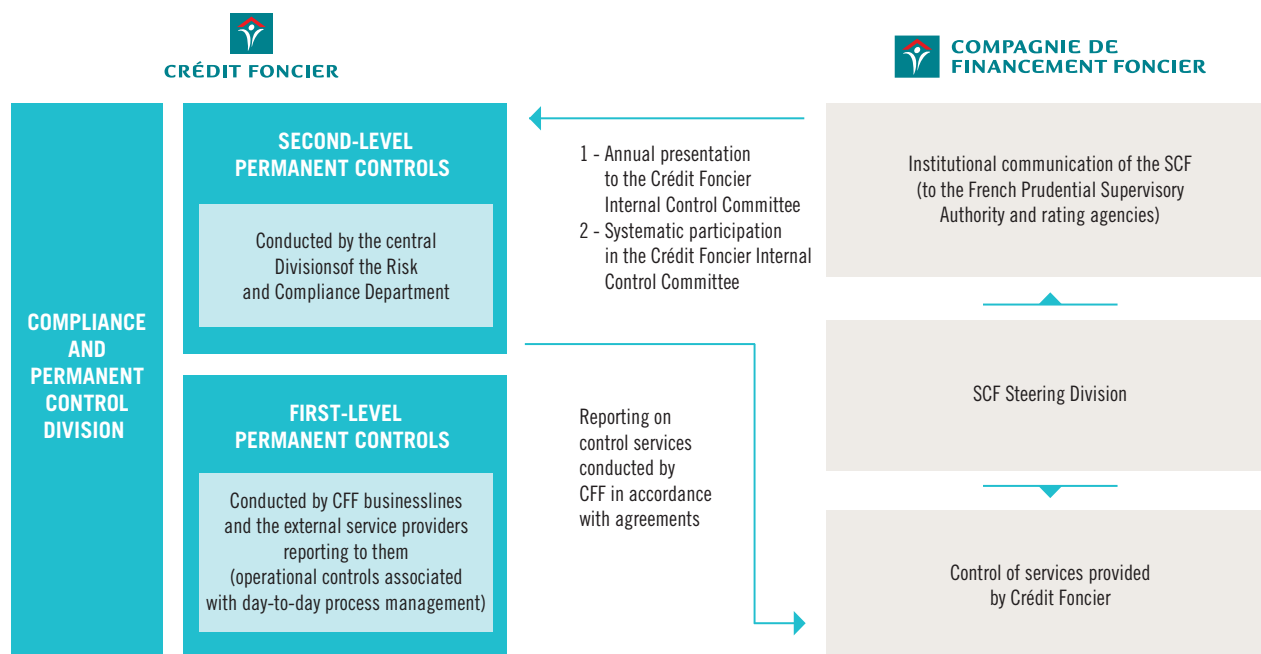 CRÉDIT FONCIER
COMPAGNIE DE
FINANCEMENT FONCIER
COMPLIANCE
AND
PERMANENT
CONTROL
DIVISION
SECOND-LEVEL
PERMANENT CONTROLS
Conducted by the central
Divisionsof the Risk
and Compliance Department
FIRST-LEVEL
PERMANENT CONTROLS
Conducted by CFF businesslines
and the external service providers
reporting to them
(operational controls associated
with day-to-day process management)
1 - Annual presentation
to the Crédit Foncier
Internal Control Committee
2 - Systematic participation
in the Crédit Foncier Internal
Control Committee
Reporting on
control services
conducted by
CFF in accordance
with agreements
Institutional communication of the SCF
(to the French Prudential Supervisory
Authority and rating agencies)
SCF Steering Division
Control of services provided
by Crédit Foncier